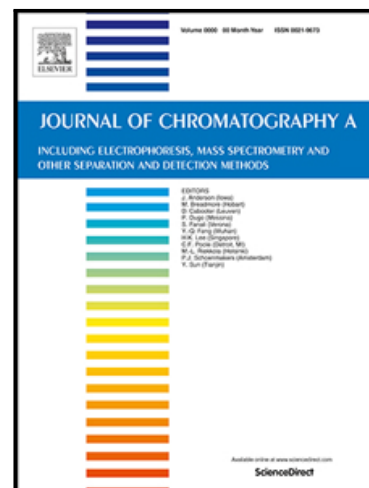 Volume 0000 00 Month Year ISSN 0021-9673
ELSEVIER
JOURNAL OF CHROMATOGRAPHY A
INCLUDING ELECTROPHORESIS, MASS SPECTROMETRY AND
OTHER SEPARATION AND DETECTION METHODS
EDITORS
J. Anderson (Iowa)
M. Breadmore (Hobart)
D. Cabooter (Leuven)
P. Dugo (Messina)
S. Fanali (Verona)
Y.-Q. Feng (Wuhan)
H.K. Lee (Singapore)
C.F. Poole (Detroit, MI)
M.-L. Riekkola (Helsinki)
P.J. Schoenmakers (Amsterdam)
Y. Sun (Tianjin)
Available online at www.sciencedirect.com
ScienceDirect